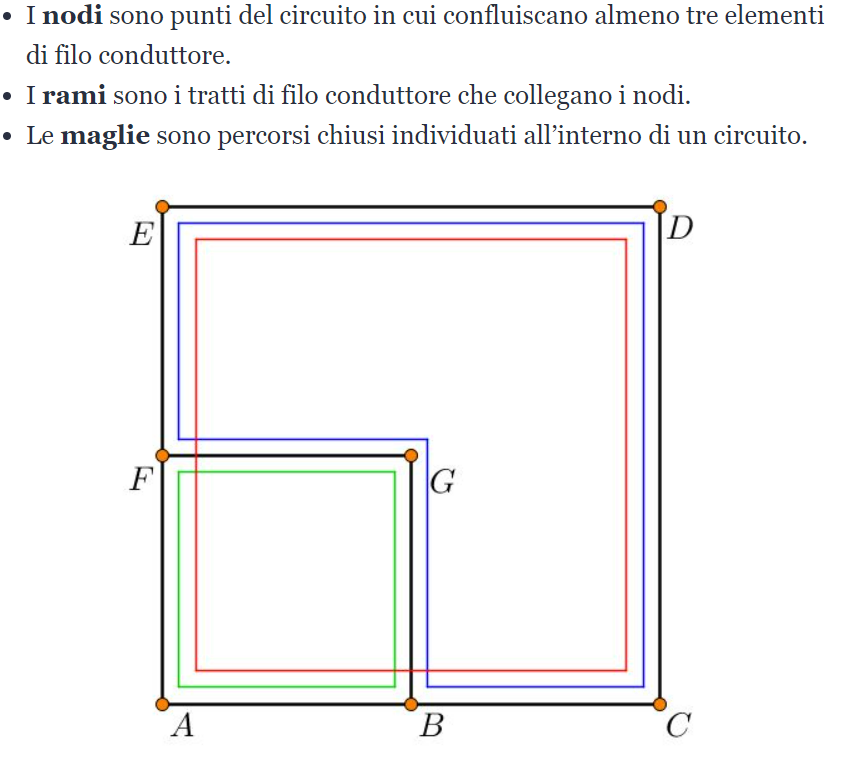 • I nodi sono punti del circuito in cui confluiscano almeno tre elementi
di filo conduttore.
• I rami sono i tratti di filo conduttore che collegano i nodi.
• Le maglie sono percorsi chiusi individuati all’interno di un circuito.
E
D
F
G
A
B
C